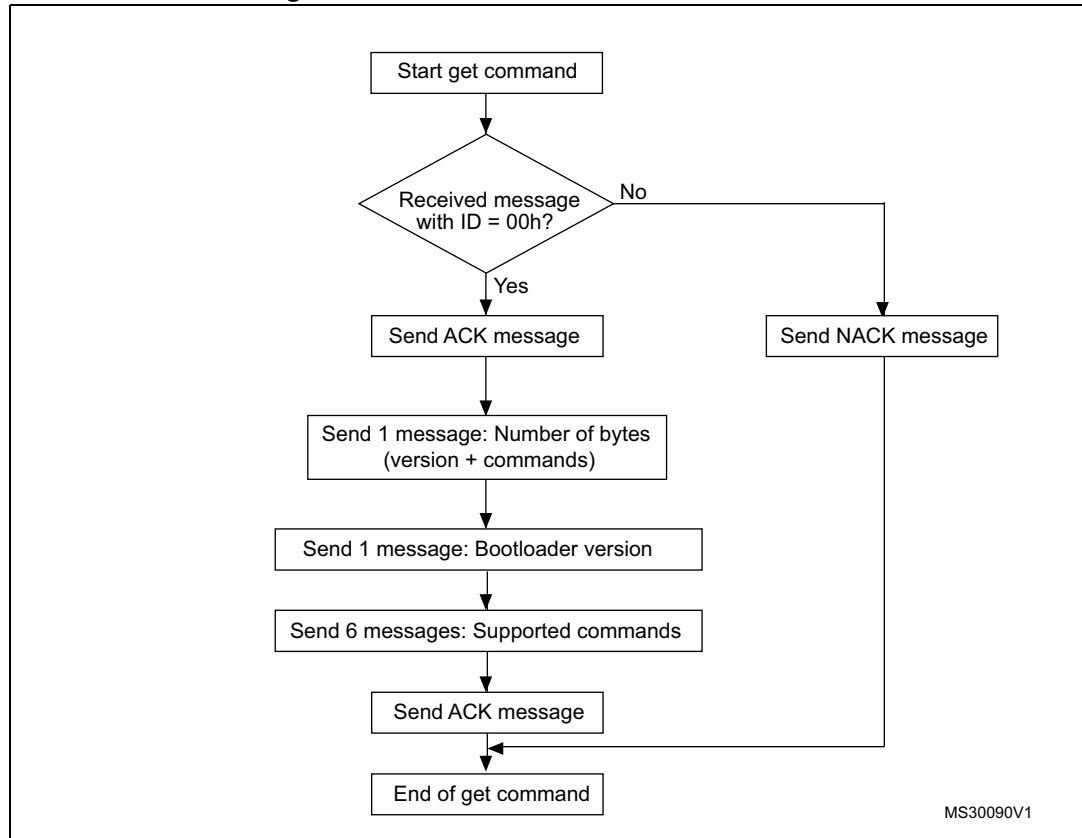 Start get command
Received message
with ID = 00h?
No
Yes
Send ACK message
Send NACK message
Send 1 message: Number of bytes
(version + commands)
Send 1 message: Bootloader version
Send 6 messages: Supported commands
Send ACK message
End of get command
MS30090V1